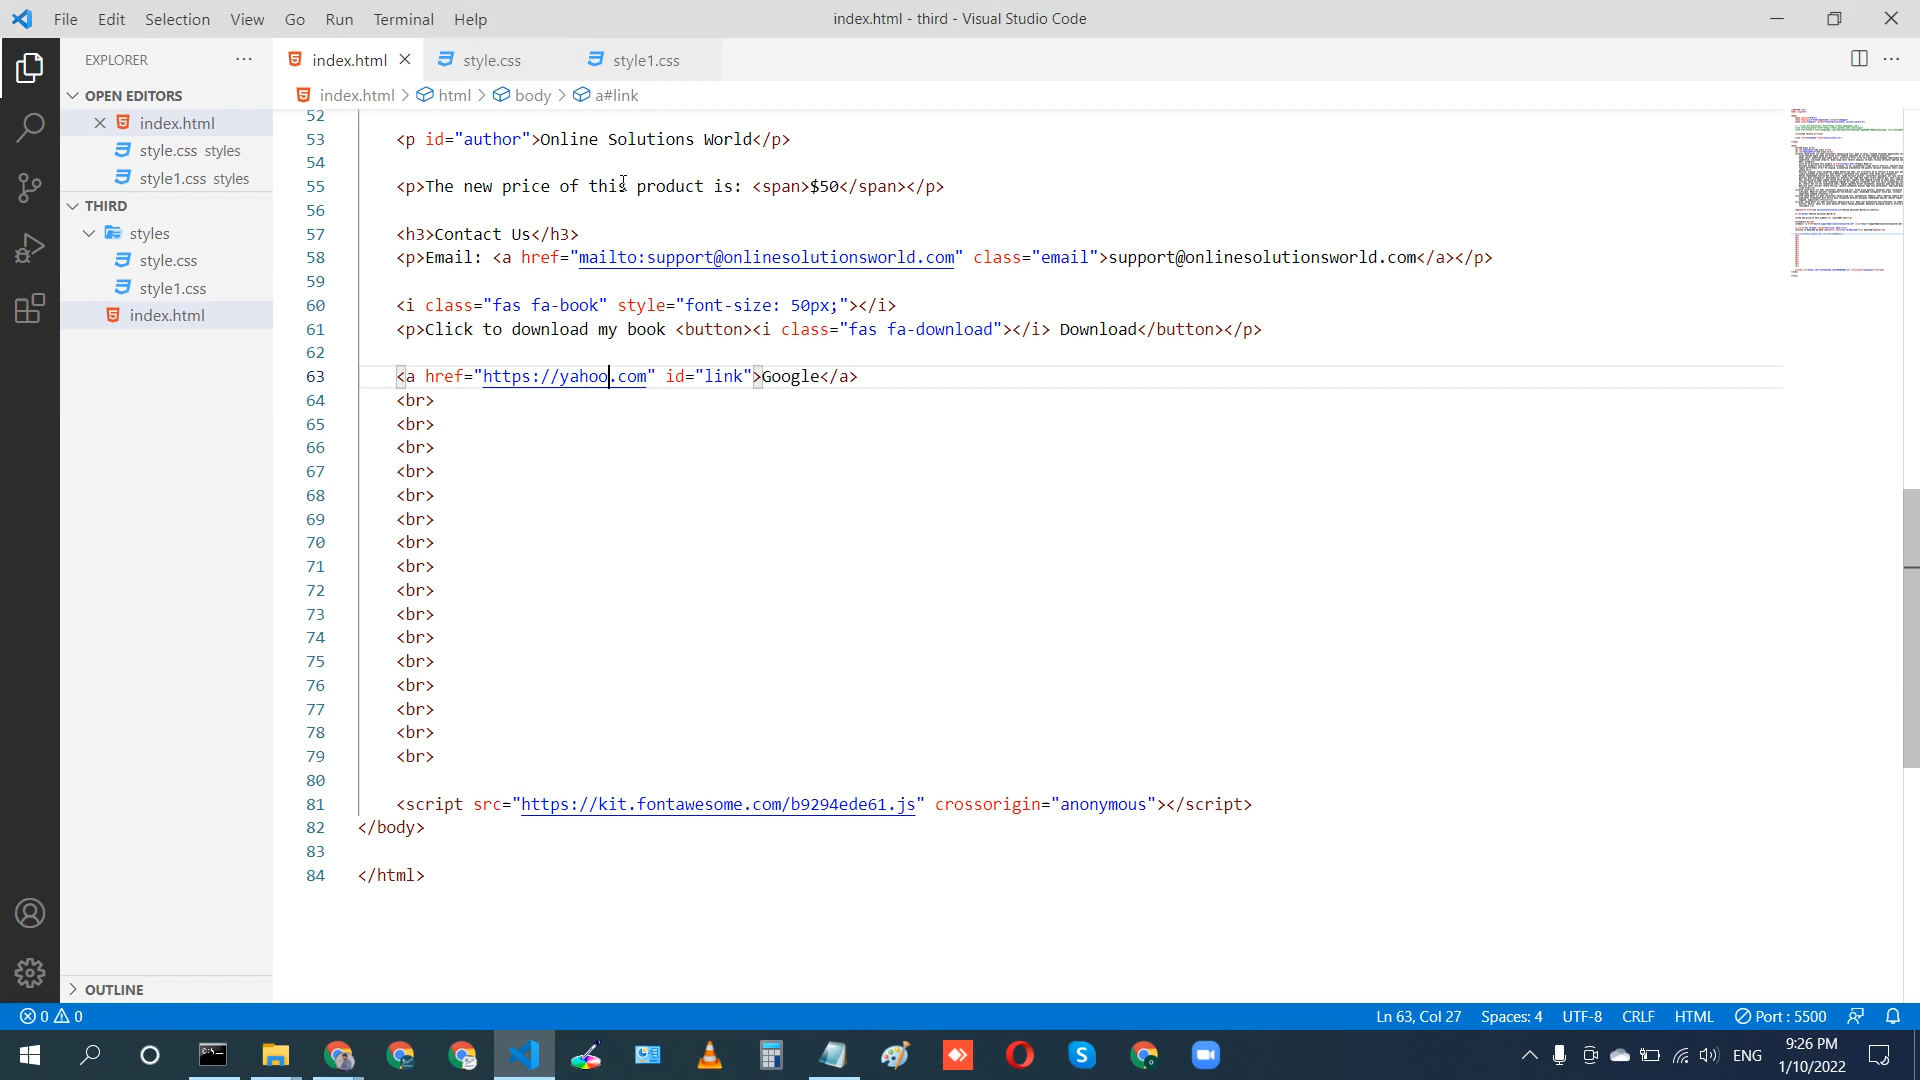 File Edit Selection View Go Run Terminal Help index.html - third - Visual Studio Code
EXPLORER
index.html style.css style1.css
OPEN EDITORS
index.html > html > body > a#link
index.html
style.css styles
style1.css styles
THIRD
styles
style.css
style1.css
index.html
OUTLINE
52
53 <p id="author">Online Solutions World</p>
54
55 <p>The new price of this product is: <span>$50</span></p>
56
57 <h3>Contact Us</h3>
58 <p>Email: <a href="mailto:support@onlinesolutionsworld.com" class="email">support@onlinesolutionsworld.com</a></p>
59
60 <i class="fas fa-book" style="font-size: 50px;"></i>
61 <p>Click to download my book <button><i class="fas fa-download"></i> Download</button></p>
62
63 <a href="https://yahoo.com" id="link">Google</a>
64 <br>
65 <br>
66 <br>
67 <br>
68 <br>
69 <br>
70 <br>
71 <br>
72 <br>
73 <br>
74 <br>
75 <br>
76 <br>
77 <br>
78 <br>
79 <br>
80
81 <script src="https://kit.fontawesome.com/b9294ede61.js" crossorigin="anonymous"></script>
82 </body>
83
84 </html>
0 0 Ln 63, Col 27 Spaces: 4 UTF-8 CRLF HTML Port : 5500
ENG
9:26 PM
1/10/2022